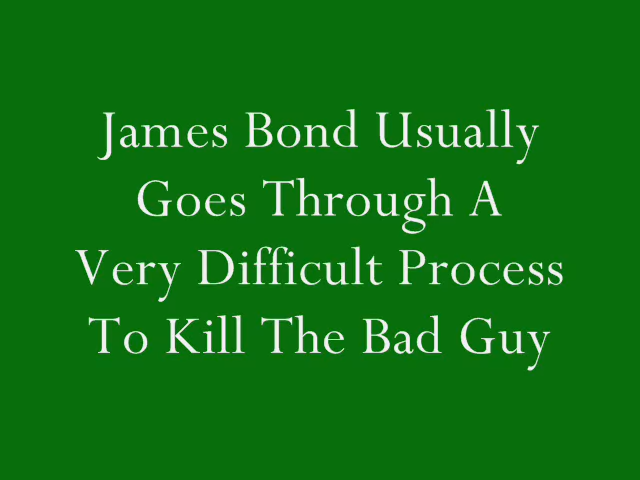 James Bond Usually
Goes Through A
Very Difficult Process
To Kill The Bad Guy